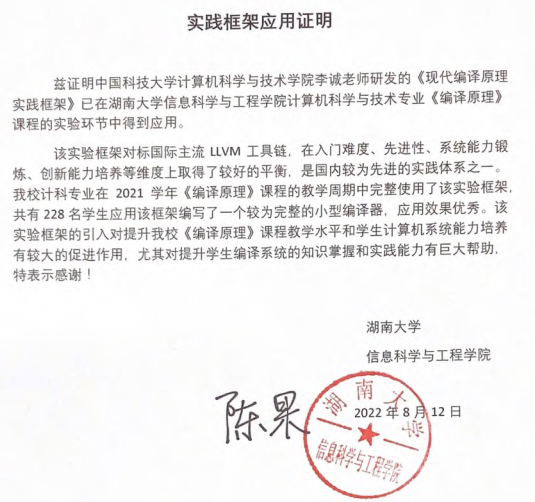 实践框架应用证明
兹证明中国科技大学计算机科学与技术学院李诚老师研发的《现代编译原理
实践框架》已在湖南大学信息科学与工程学院计算机科学与技术专业《编译原理》
课程的实验环节中得到应用。
该实验框架对标国际主流 LLVM 工具链，在入门难度、先进性、系统能力锻
炼、创新能力培养等维度上取得了较好的平衡，是国内较为先进的实践体系之一。
我校计科专业在 2021 学年《编译原理》课程的教学周期中完整使用了该实验框架，
共有 228 名学生应用该框架编写了一个较为完整的小型编译器，应用效果优秀。该
实验框架的引入对提升我校《编译原理》课程教学水平和学生计算机系统能力培养
有较大的促进作用，尤其对提升学生编译系统的知识掌握和实践能力有巨大帮助，
特表示感谢！
湖南大学
信息科学与工程学院
陈果
2022 年 8 月 12 日
湖南大学
信息科学与工程学院